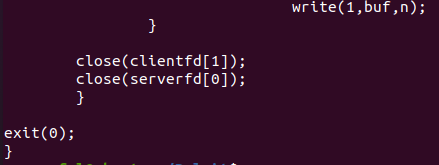 write(1,buf,n);
}
close(clientfd[1]);
close(serverfd[0]);
}
exit(0);
}